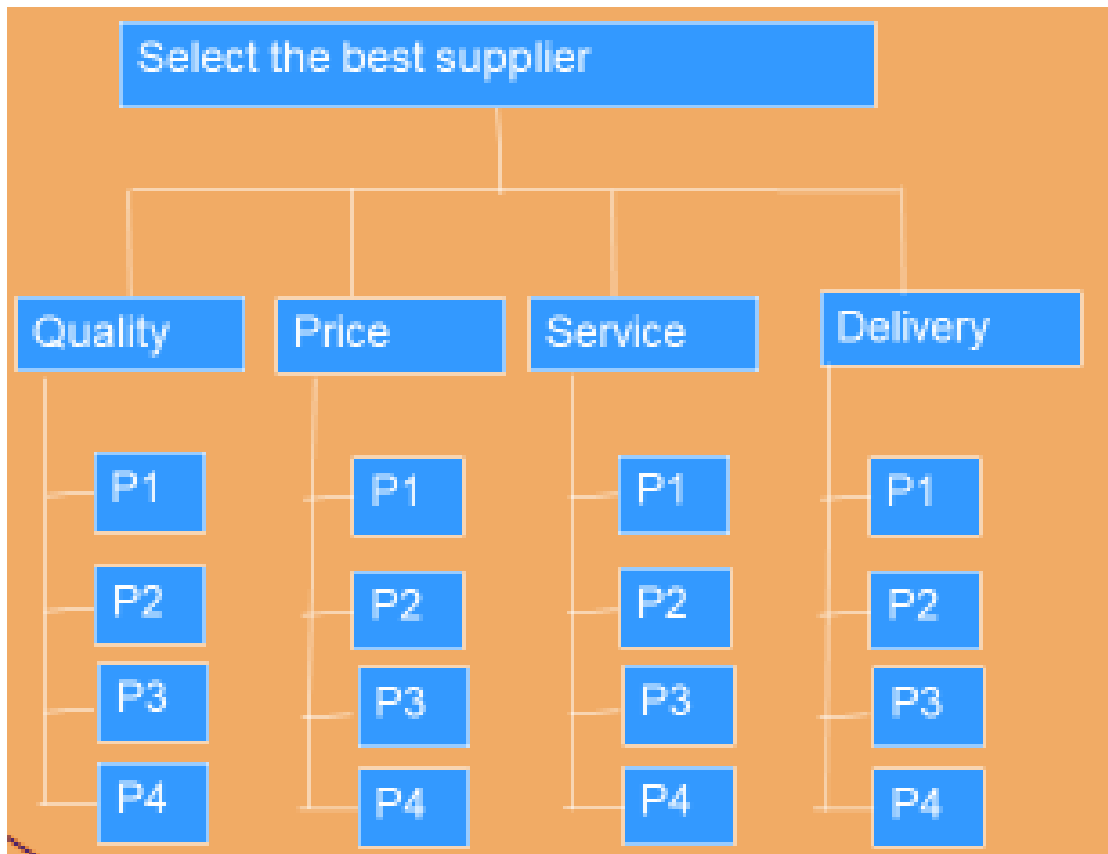 Select the best supplier
Quality
Price
Service
Delivery
P1
P1
P1
P1
P2
P2
P2
P2
P3
P3
P3
P3
P4
P4
P4
P4